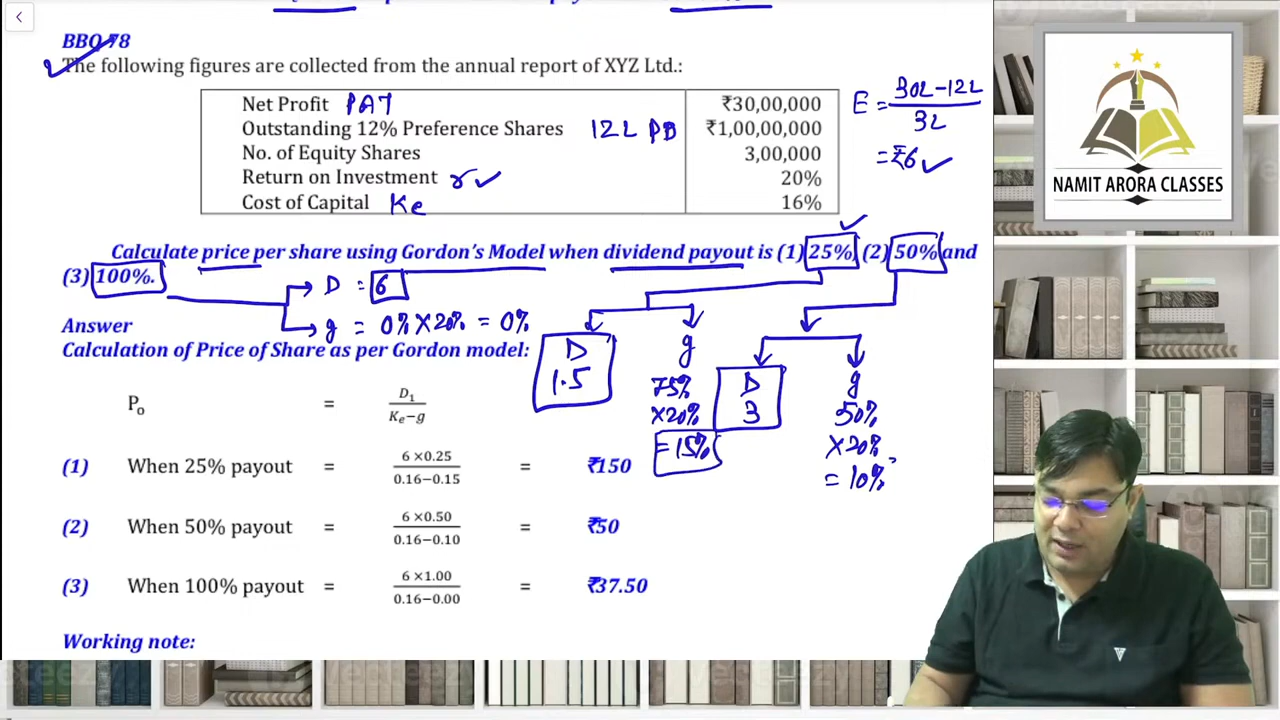 BBQ 78
The following figures are collected from the annual report of XYZ Ltd.:
Net Profit PAT ₹30,00,000
Outstanding 12% Preference Shares 12L PD ₹1,00,00,000
No. of Equity Shares 3,00,000
Return on Investment r 20%
Cost of Capital Ke 16%
E = 30L-12L
3L
= ₹6
NAMIT ARORA CLASSES
Calculate price per share using Gordon's Model when dividend payout is (1) 25% (2) 50% and
(3) 100%.
D = 6
g = 0% X 20% = 0%
D
1.5
g
75%
X20%
= 15%
D
3
g
50%
X20%
= 10%
Answer
Calculation of Price of Share as per Gordon model:
P₀ = D₁
Kₑ–g
(1) When 25% payout = 6 ×0.25 = ₹150
0.16−0.15
(2) When 50% payout = 6 ×0.50 = ₹50
0.16−0.10
(3) When 100% payout = 6 ×1.00 = ₹37.50
0.16−0.00
Working note: